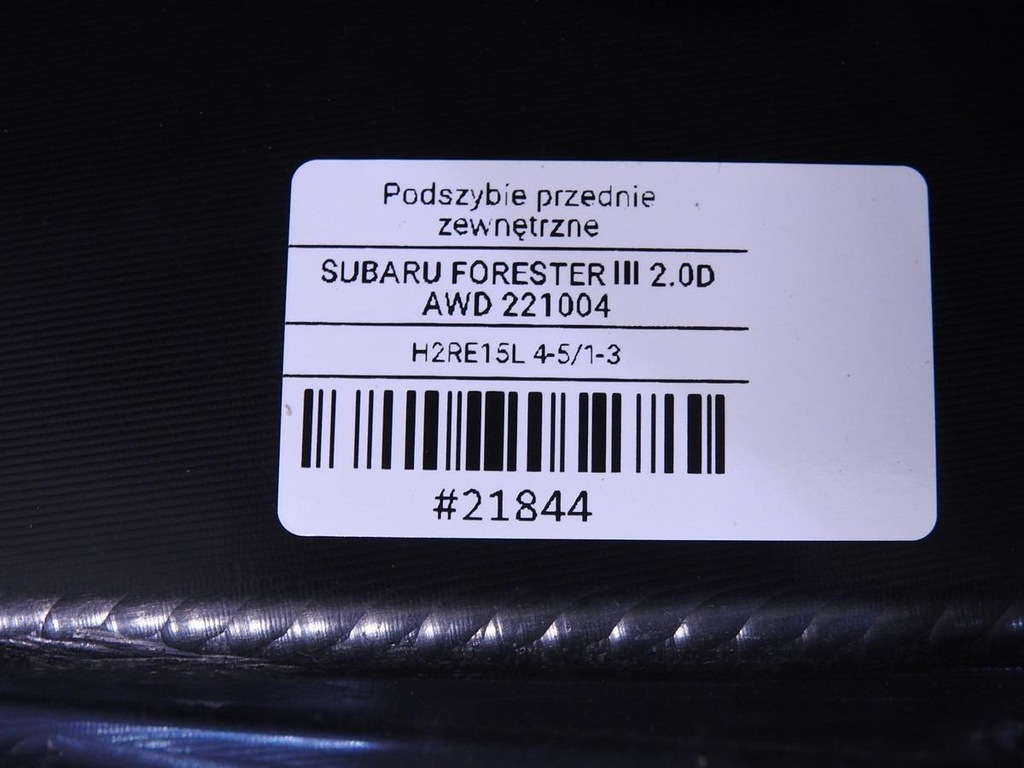 Podszybie przednie
zewnętrzne
SUBARU FORESTER III 2.0D
AWD 221004
H2RE15L 4-5/1-3
#21844